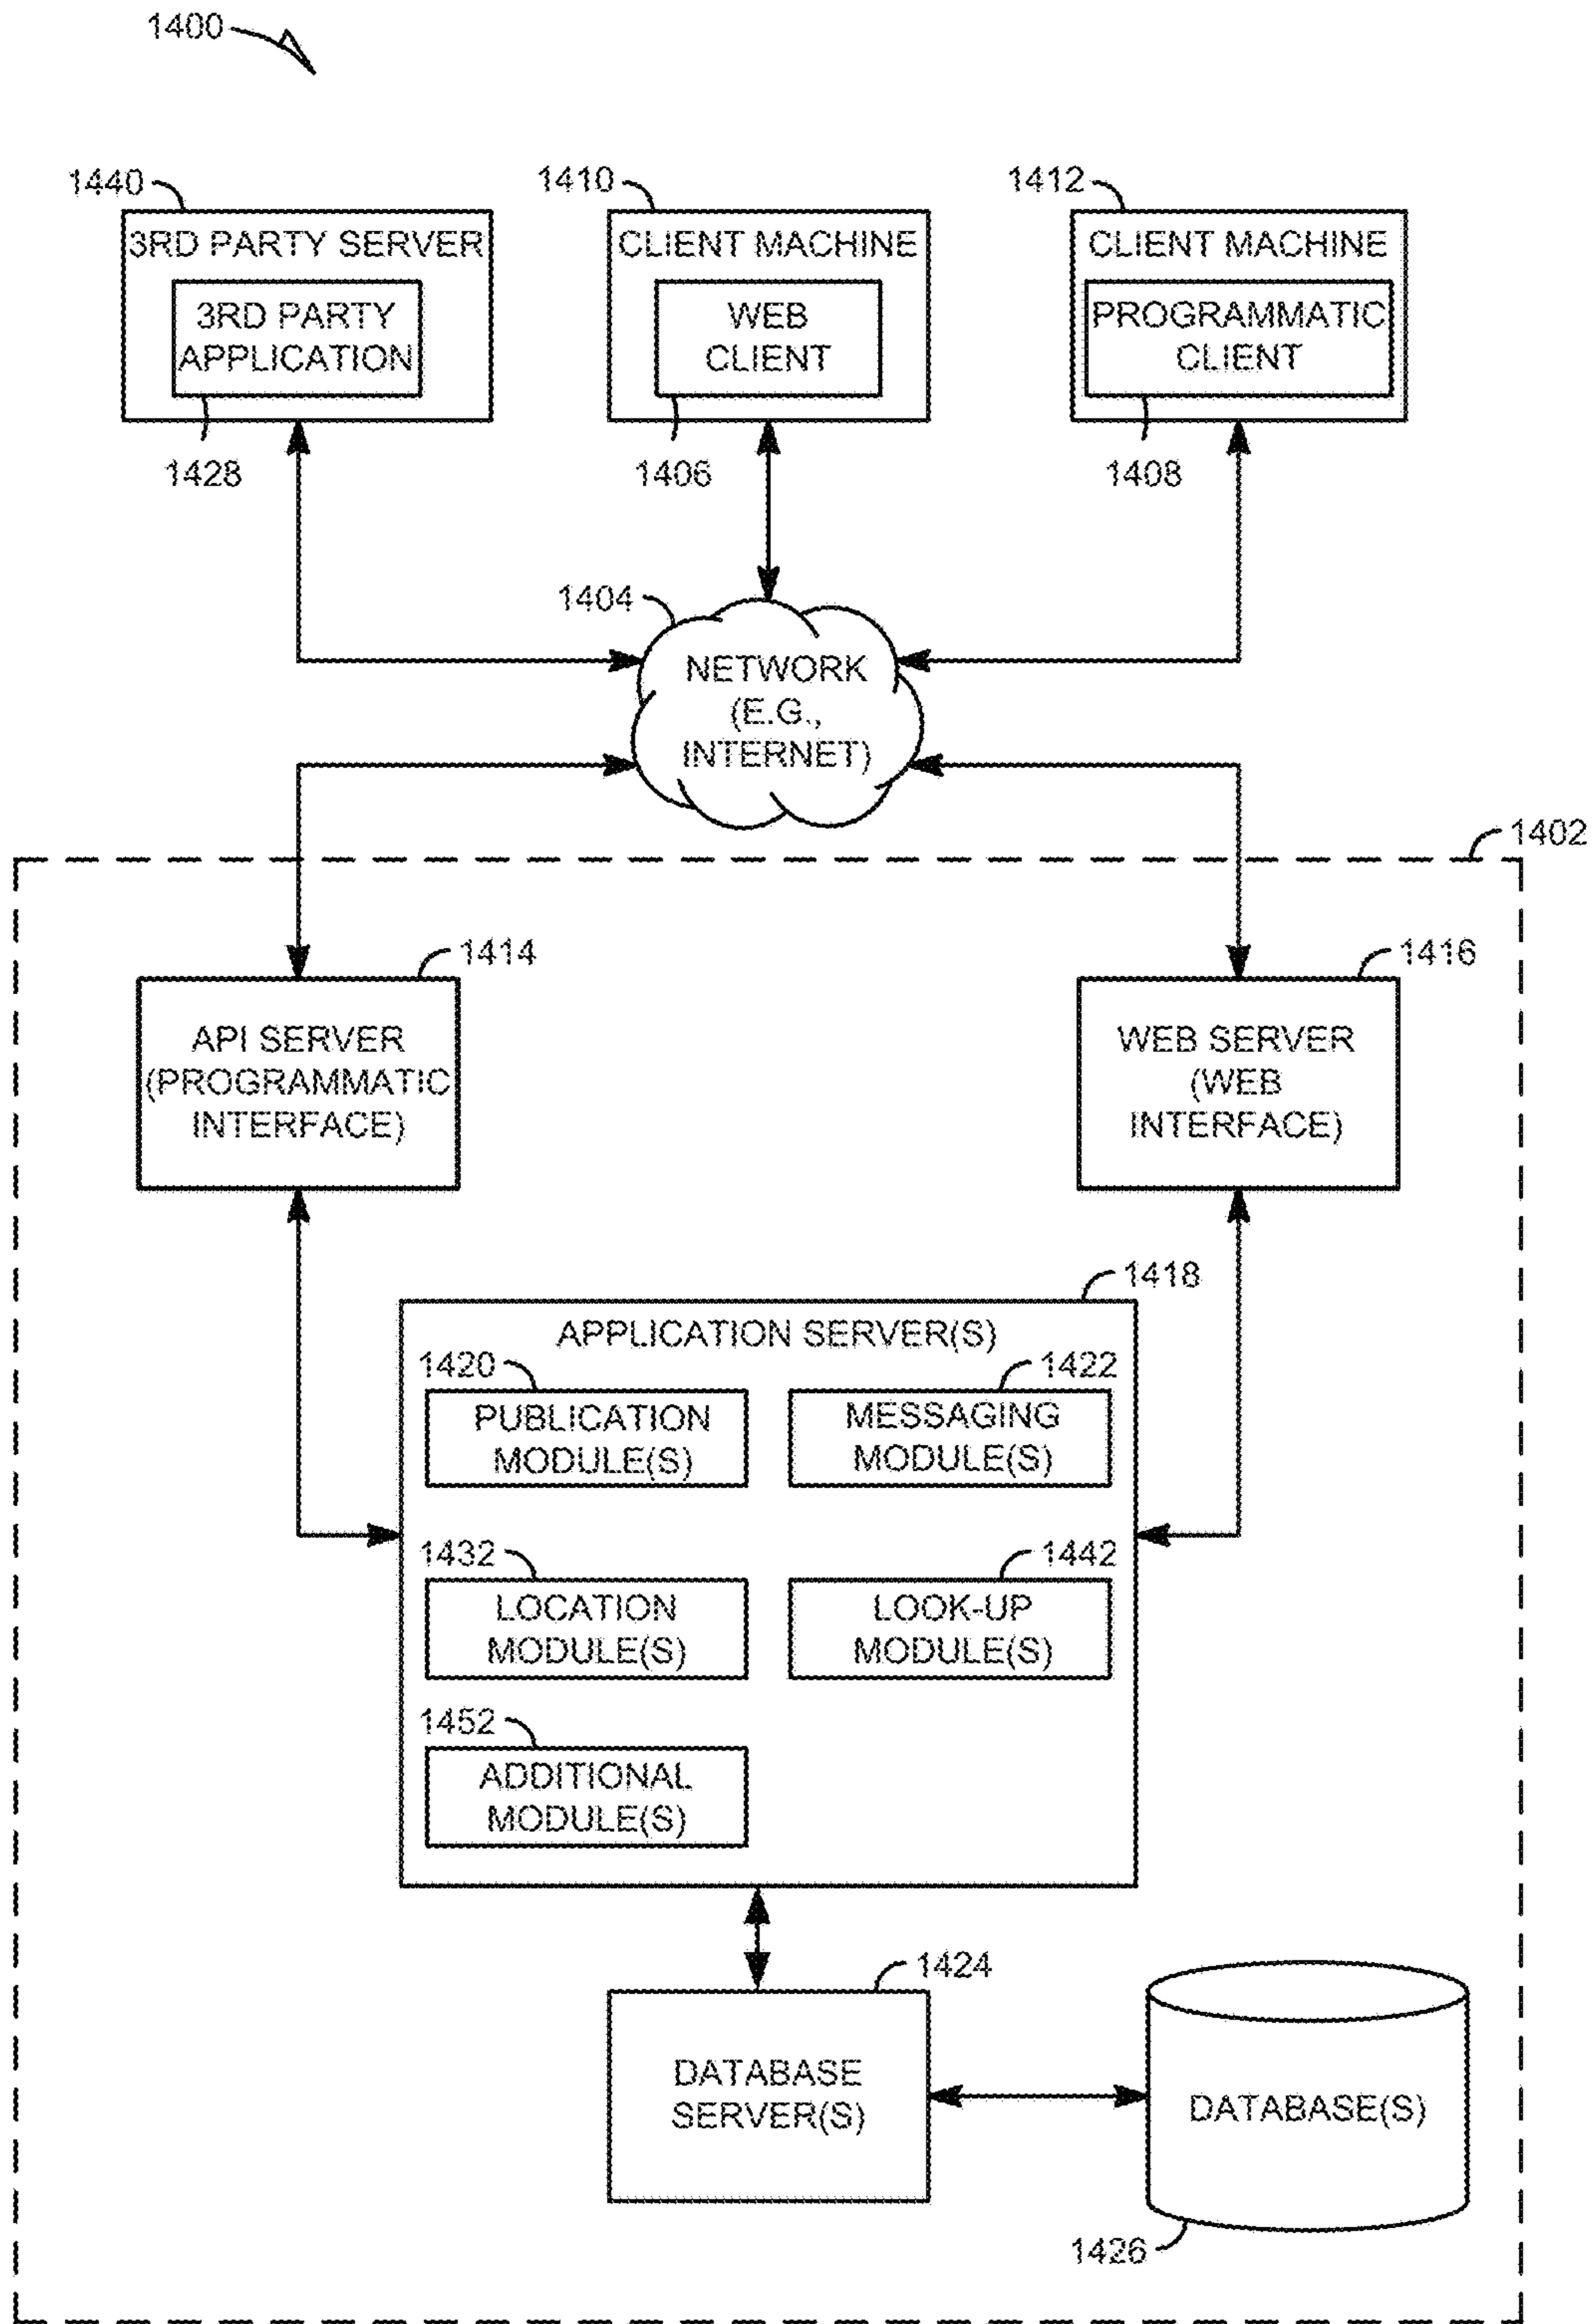 1400
1440
1410
1412
3RD PARTY SERVER
3RD PARTY
APPLICATION
1428
CLIENT MACHINE
WEB
CLIENT
1406
CLIENT MACHINE
PROGRAMMATIC
CLIENT
1408
1404
NETWORK
(E.G.,
INTERNET)
1402
1414
API SERVER
(PROGRAMMATIC
INTERFACE)
1416
WEB SERVER
(WEB
INTERFACE)
1418
APPLICATION SERVER(S)
1420
PUBLICATION
MODULE(S)
1422
MESSAGING
MODULE(S)
1432
LOCATION
MODULE(S)
1442
LOOK-UP
MODULE(S)
1452
ADDITIONAL
MODULE(S)
1424
DATABASE
SERVER(S)
DATABASE(S)
1426